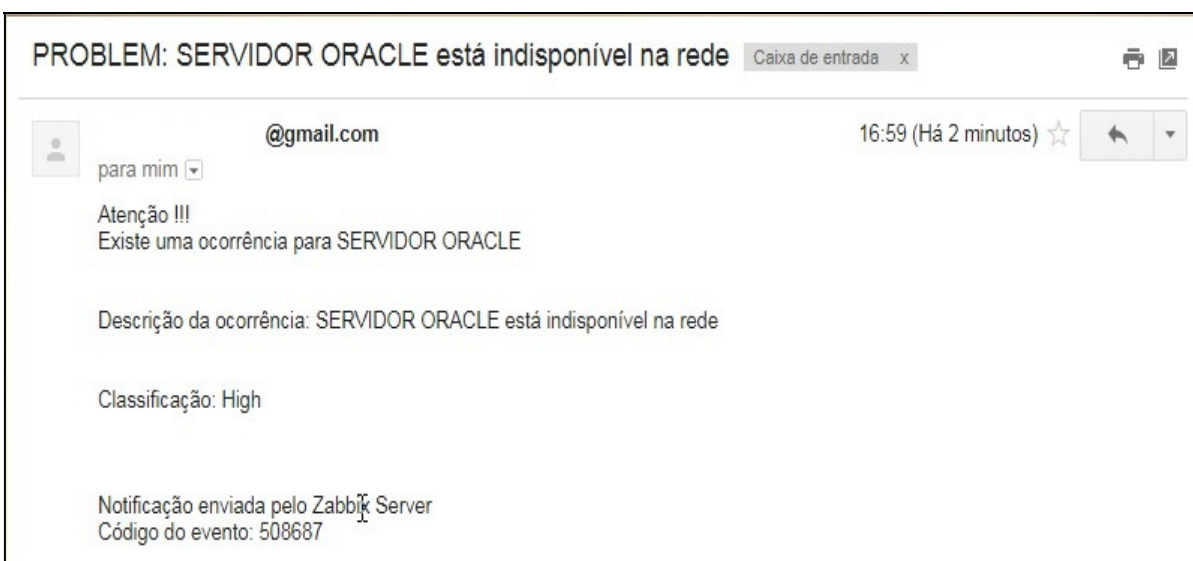 PROBLEM: SERVIDOR ORACLE está indisponível na rede Caixa de entrada x
@gmail.com 16:59 (Há 2 minutos)
para mim
Atenção !!!
Existe uma ocorrência para SERVIDOR ORACLE
Descrição da ocorrência: SERVIDOR ORACLE está indisponível na rede
Classificação: High
Notificação enviada pelo Zabbix Server
Código do evento: 508687